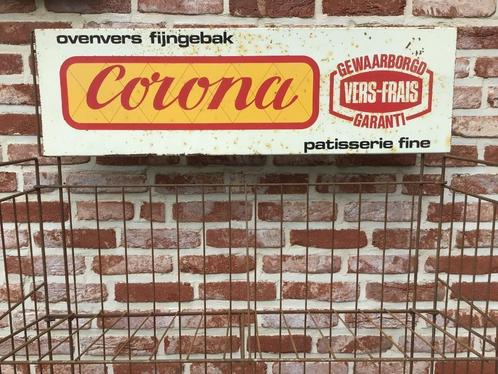 ovenvers fijngebak
Corona
GEWAARBORGD
VERS-FRAIS
GARANTI
patisserie fine